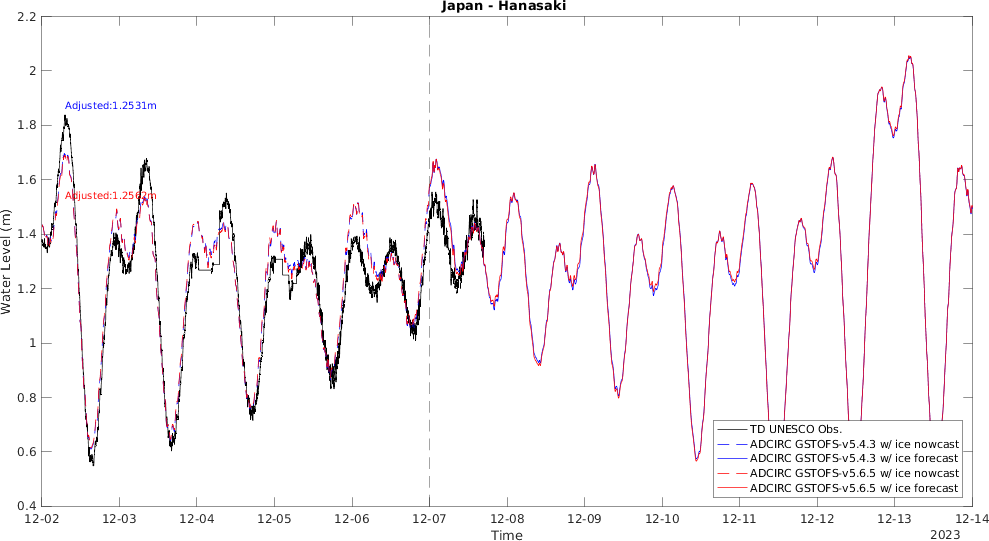 Japan - Hanasaki
2.2
2
1.8
1.6
1.4
1.2
1
0.8
0.6
0.4
Water Level (m)
Adjusted:1.2531m
Adjusted:1.2562m
TD UNESCO Obs.
ADCIRC GSTOFS-v5.4.3 w/ ice nowcast
ADCIRC GSTOFS-v5.4.3 w/ ice forecast
ADCIRC GSTOFS-v5.6.5 w/ ice nowcast
ADCIRC GSTOFS-v5.6.5 w/ ice forecast
12-02 12-03 12-04 12-05 12-06 12-07 12-08 12-09 12-10 12-11 12-12 12-13 12-14
Time
2023